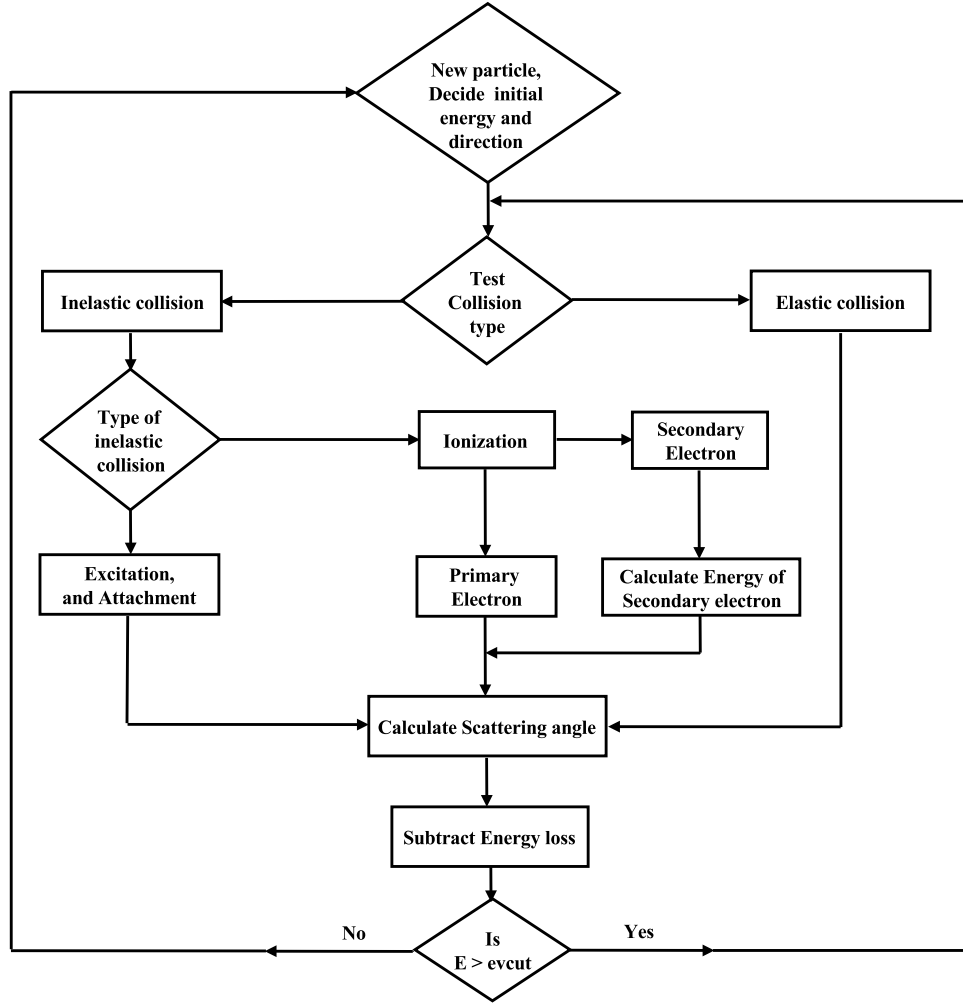 New particle,
Decide initial
energy and
direction
Test
Collision
type
Inelastic collision
Elastic collision
Type of
inelastic
collision
Ionization
Secondary
Electron
Excitation,
and Attachment
Primary
Electron
Calculate Energy of
Secondary electron
Calculate Scattering angle
Subtract Energy loss
No
Is
E > evcut
Yes